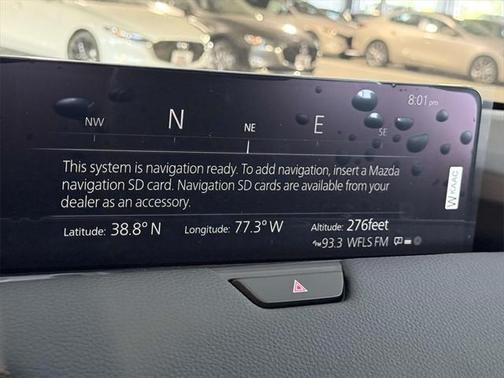 8:01 pm
NW N NE E SE
This system is navigation ready. To add navigation, insert a Mazda
navigation SD card. Navigation SD cards are available from your
dealer as an accessory.
Latitude: 38.8° N Longitude: 77.3° W Altitude: 276feet
93.3 WFLS FM
W KAAC